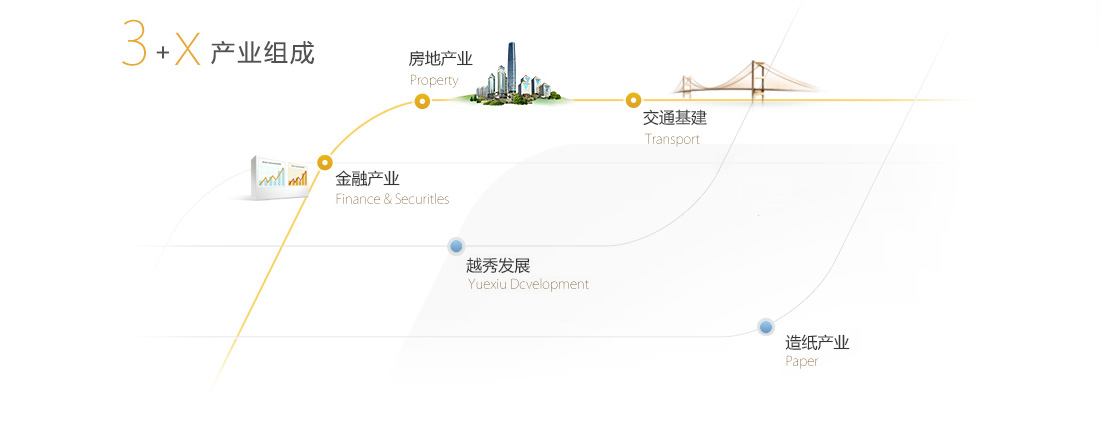 3 + X 产业组成
房地产业
Property
交通基建
Transport
金融产业
Finance & Securitles
越秀发展
Yuexiu Dcvelopment
造纸产业
Paper